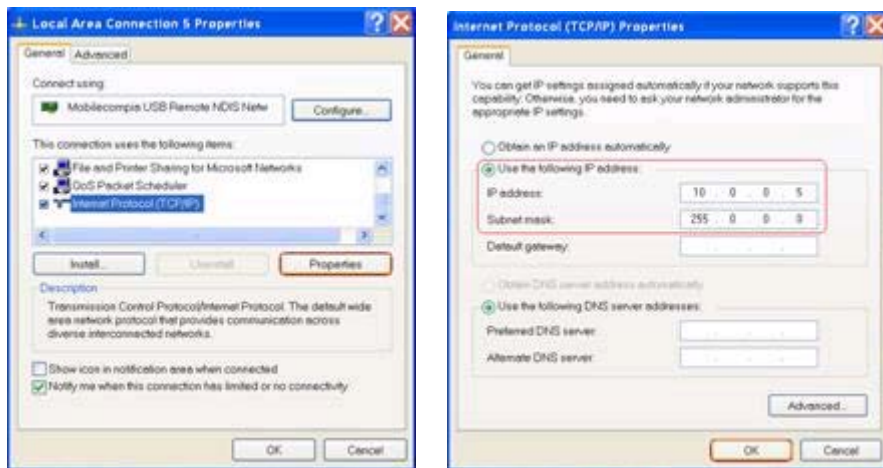 Local Area Connection 5 Properties
General
Advanced
Connect using:
Mobilecompia USB Remote NDIS Netw
Configure...
This connection uses the following items:
File and Printer Sharing for Microsoft Networks
QoS Packet Scheduler
Internet Protocol (TCP/IP)
Install...
Uninstall
Properties
Description
Transmission Control Protocol/Internet Protocol. The default wide
area network protocol that provides communication across
diverse interconnected networks.
Show icon in notification area when connected
Notify me when this connection has limited or no connectivity
OK
Cancel
Internet Protocol (TCP/IP) Properties
General
You can get IP settings assigned automatically if your network supports this
capability. Otherwise, you need to ask your network administrator for the
appropriate IP settings.
Obtain an IP address automatically
Use the following IP address:
IP address:
10 . 0 . 0 . 5
Subnet mask:
255 . 0 . 0 . 0
Default gateway:
Obtain DNS server address automatically
Use the following DNS server addresses:
Preferred DNS server:
Alternate DNS server:
Advanced...
OK
Cancel